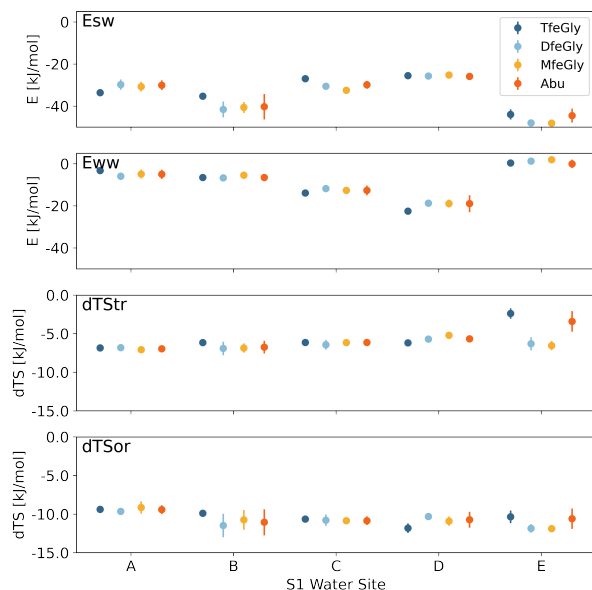 Esw
E [kJ/mol]
0
-20
-40
TfeGly
DfeGly
MfeGly
Abu
Eww
E [kJ/mol]
0
-20
-40
dTStr
dTS [kJ/mol]
0.0
-5.0
-10.0
-15.0
dTSor
dTS [kJ/mol]
0.0
-5.0
-10.0
-15.0
A B C D E
S1 Water Site